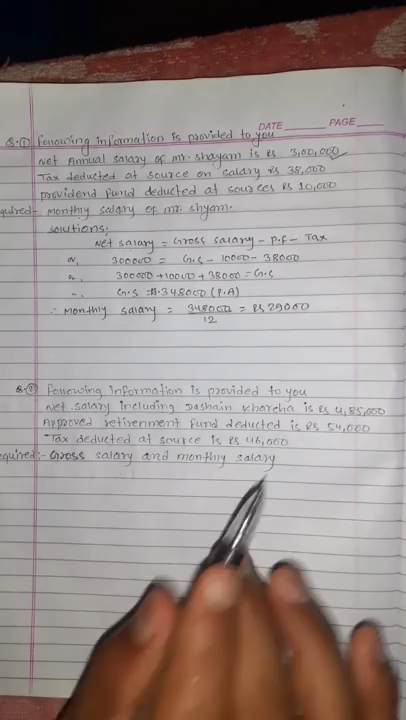 DATE ______ PAGE ______
Q.① Following information is provided to you
Net Annual salary of mr. shayam is Rs 3,00,000
Tax deducted at source on salary Rs 38,000
providend fund deducted at sources Rs 10,000
quired:- monthly salary of mr. shyam.
solutions,
Net salary = Gross salary - P.f - Tax
or, 300000 = G.S - 10000 - 38000
or, 300000 + 10000 + 38000 = G.S
∴ G.S = Rs. 348000 (P.A)
∴ Monthly salary = 348000/12 = Rs 29000
Q.② Following information is provided to you
net salary including Dashain kharcha is Rs 4,85,000
Approved retirenment fund deducted is Rs 54,000
Tax deducted at source is Rs 46,000
equired:- Gross salary and monthly salary